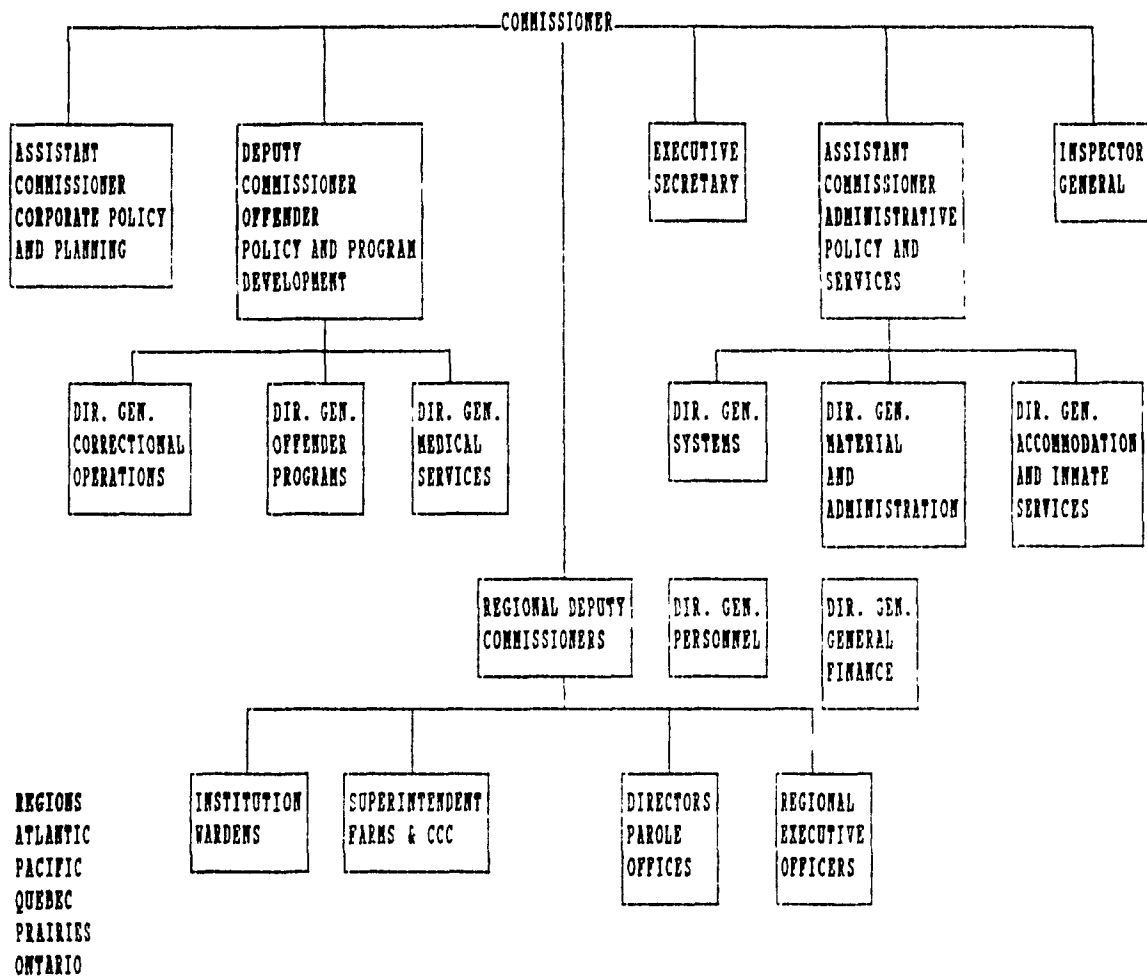 COMMISSIONER
ASSISTANT
COMMISSIONER
CORPORATE POLICY
AND PLANNING
DEPUTY
COMMISSIONER
OFFENDER
POLICY AND PROGRAM
DEVELOPMENT
EXECUTIVE
SECRETARY
ASSISTANT
COMMISSIONER
ADMINISTRATIVE
POLICY AND
SERVICES
INSPECTOR
GENERAL
DIR. GEN.
CORRECTIONAL
OPERATIONS
DIR. GEN.
OFFENDER
PROGRAMS
DIR. GEN.
MEDICAL
SERVICES
DIR. GEN.
SYSTEMS
DIR. GEN.
MATERIAL
AND
ADMINISTRATION
DIR. GEN.
ACCOMMODATION
AND INMATE
SERVICES
REGIONAL DEPUTY
COMMISSIONERS
DIR. GEN.
PERSONNEL
DIR. GEN.
GENERAL
FINANCE
INSTITUTION
WARDENS
SUPERINTENDENT
FARMS & CCC
DIRECTORS
PAROLE
OFFICES
REGIONAL
EXECUTIVE
OFFICERS
REGIONS
ATLANTIC
PACIFIC
QUEBEC
PRAIRIES
ONTARIO